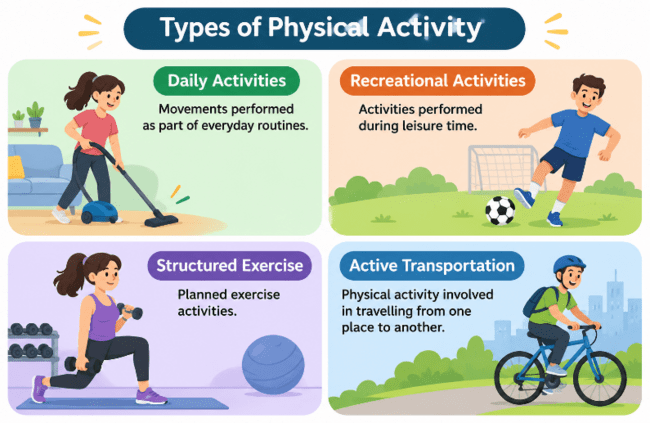 Types of Physical Activity
Daily Activities
Movements performed
as part of everyday routines.
Recreational Activities
Activities performed
during leisure time.
Structured Exercise
Planned exercise
activities.
Active Transportation
Physical activity involved
in travelling from one
place to another.